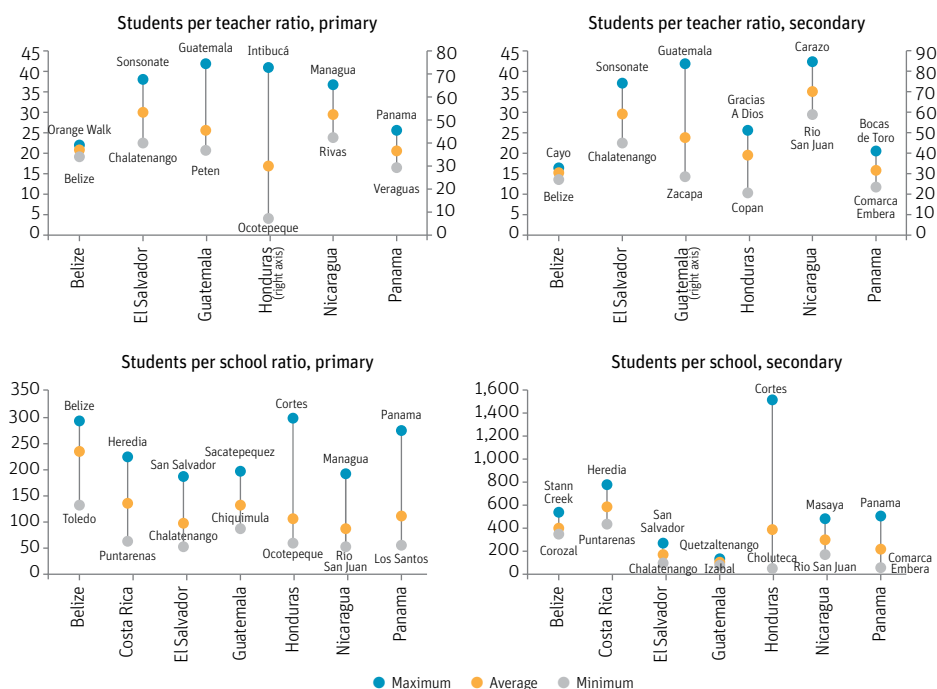 Students per teacher ratio, primary
45
40
35
30
25
20
15
10
5
0
80
70
60
50
40
30
20
10
0
Orange Walk
Belize
Sonsonate
Chalatenango
Guatemala
Peten
Intibucá
Ocotepeque
Managua
Rivas
Panama
Veraguas
Belize
El Salvador
Guatemala
Honduras
(right axis)
Nicaragua
Panama
Students per teacher ratio, secondary
45
40
35
30
25
20
15
10
5
0
90
80
70
60
50
40
30
20
10
0
Cayo
Belize
Sonsonate
Chalatenango
Guatemala
Zacapa
Gracias
A Dios
Copan
Carazo
Rio
San Juan
Bocas
de Toro
Comarca
Embera
Belize
El Salvador
Guatemala
(right axis)
Honduras
Nicaragua
Panama
Students per school ratio, primary
350
300
250
200
150
100
50
0
Belize
Toledo
Heredia
Puntarenas
San Salvador
Chalatenango
Sacatepequez
Chiquimula
Cortes
Ocotepeque
Managua
Rio
San Juan
Panama
Los Santos
Belize
Costa Rica
El Salvador
Guatemala
Honduras
Nicaragua
Panama
Students per school, secondary
1,600
1,400
1,200
1,000
800
600
400
200
0
Stann
Creek
Corozal
Heredia
Puntarenas
San
Salvador
Chalatenango
Quetzaltenango
Izabal
Cortes
Choluteca
Masaya
Rio San Juan
Panama
Comarca
Embera
Belize
Costa Rica
El Salvador
Guatemala
Honduras
Nicaragua
Panama
Maximum
Average
Minimum